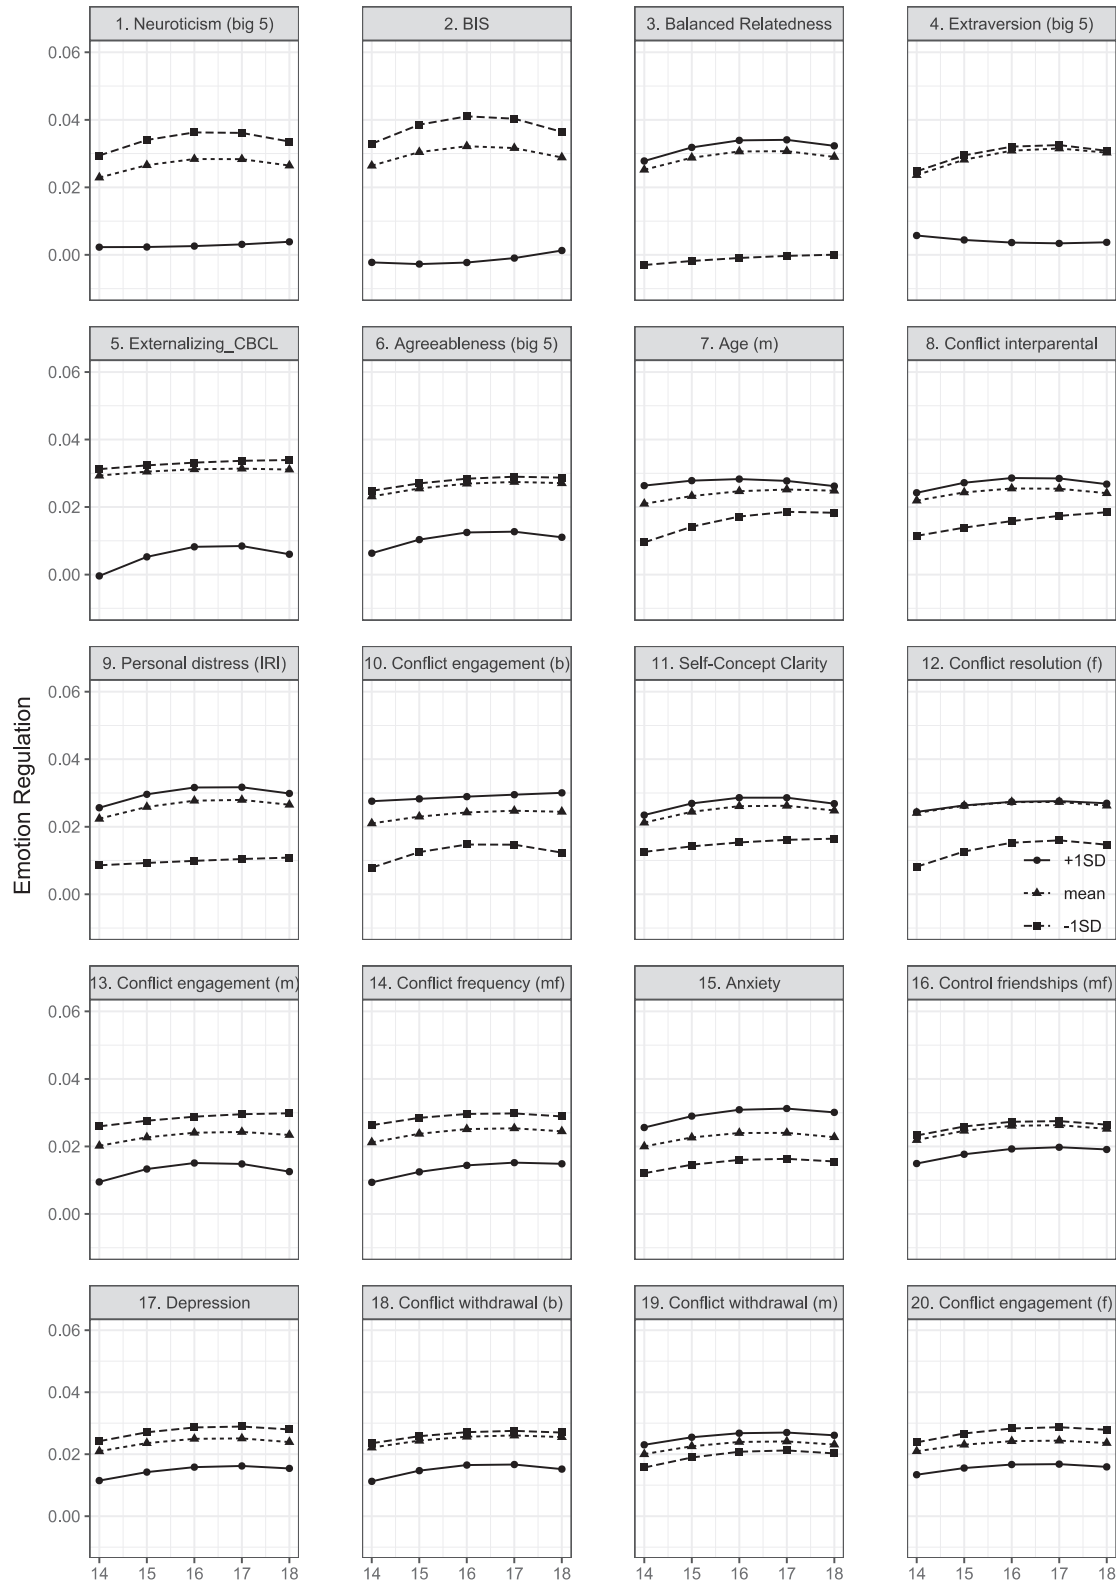 1. Neuroticism (big 5)
2. BIS
3. Balanced Relatedness
4. Extraversion (big 5)
0.06
0.04
0.02
0.00
5. Externalizing_CBCL
6. Agreeableness (big 5)
7. Age (m)
8. Conflict interparental
0.06
0.04
0.02
0.00
9. Personal distress (IRI)
10. Conflict engagement (b)
11. Self-Concept Clarity
12. Conflict resolution (f)
0.06
0.04
0.02
0.00
Emotion Regulation
+1SD
mean
-1SD
13. Conflict engagement (m)
14. Conflict frequency (mf)
15. Anxiety
16. Control friendships (mf)
0.06
0.04
0.02
0.00
17. Depression
18. Conflict withdrawal (b)
19. Conflict withdrawal (m)
20. Conflict engagement (f)
0.06
0.04
0.02
0.00
14 15 16 17 18
14 15 16 17 18
14 15 16 17 18
14 15 16 17 18